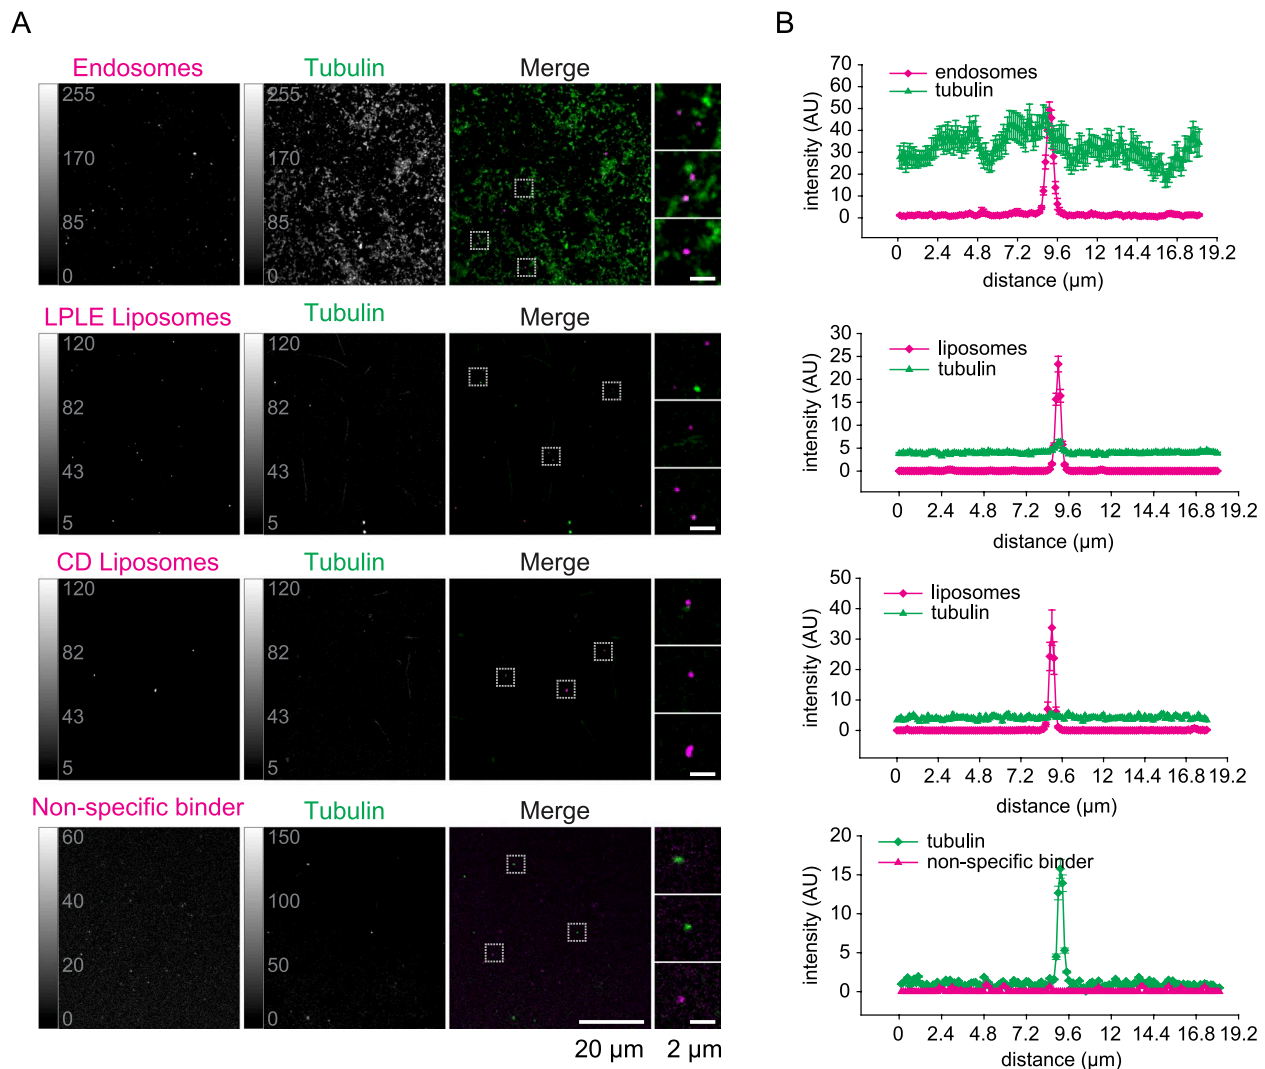 A
B
Endosomes Tubulin Merge
255 255
170 170
85 85
0 0
LPLE Liposomes Tubulin Merge
120 120
82 82
43 43
5 5
CD Liposomes Tubulin Merge
120 120
82 82
43 43
5 5
Non-specific binder Tubulin Merge
60 150
40 100
20 50
0 0
20 µm 2 µm
70
60
50
40
30
20
10
0
intensity (AU)
endosomes
tubulin
0 2.4 4.8 7.2 9.6 12 14.4 16.8 19.2
distance (µm)
30
25
20
15
10
5
0
intensity (AU)
liposomes
tubulin
0 2.4 4.8 7.2 9.6 12 14.4 16.8 19.2
distance (µm)
50
40
30
20
10
0
intensity (AU)
liposomes
tubulin
0 2.4 4.8 7.2 9.6 12 14.4 16.8 19.2
distance (µm)
20
15
10
5
0
intensity (AU)
tubulin
non-specific binder
0 2.4 4.8 7.2 9.6 12 14.4 16.8 19.2
distance (µm)